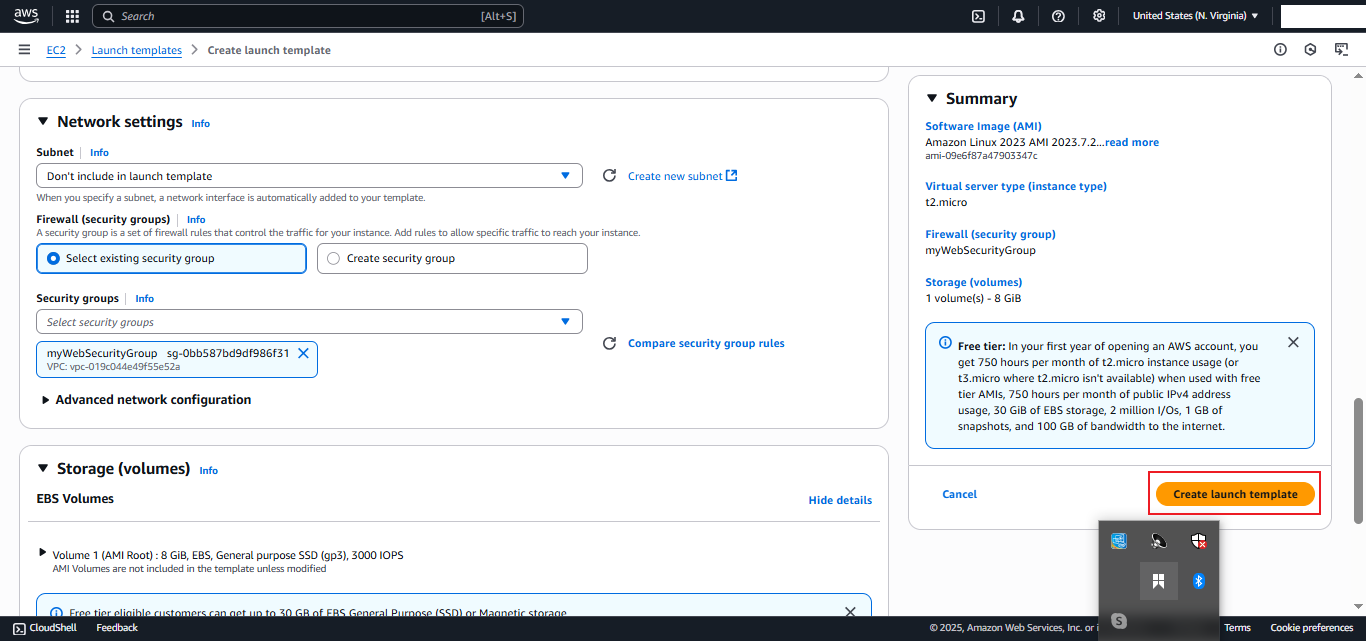 aws
Search [Alt+S]
United States (N. Virginia)
EC2 > Launch templates > Create launch template
Network settings Info
Subnet Info
Don't include in launch template
Create new subnet
When you specify a subnet, a network interface is automatically added to your template.
Firewall (security groups) Info
A security group is a set of firewall rules that control the traffic for your instance. Add rules to allow specific traffic to reach your instance.
Select existing security group
Create security group
Security groups Info
Select security groups
Compare security group rules
myWebSecurityGroup sg-0bb587bd9df986f31
VPC: vpc-019c044e49f55e52a
Advanced network configuration
Storage (volumes) Info
EBS Volumes
Hide details
Volume 1 (AMI Root) : 8 GiB, EBS, General purpose SSD (gp3), 3000 IOPS
AMI Volumes are not included in the template unless modified
Free tier eligible customers can get up to 30 GB of EBS General Purpose (SSD) or Magnetic storage
Summary
Software Image (AMI)
Amazon Linux 2023 AMI 2023.7.2...read more
ami-09e6f87a47903347c
Virtual server type (instance type)
t2.micro
Firewall (security group)
myWebSecurityGroup
Storage (volumes)
1 volume(s) - 8 GiB
Free tier: In your first year of opening an AWS account, you
get 750 hours per month of t2.micro instance usage (or
t3.micro where t2.micro isn't available) when used with free
tier AMIs, 750 hours per month of public IPv4 address
usage, 30 GiB of EBS storage, 2 million I/Os, 1 GB of
snapshots, and 100 GB of bandwidth to the internet.
Cancel
Create launch template
CloudShell Feedback
© 2025, Amazon Web Services, Inc. or
Terms Cookie preferences